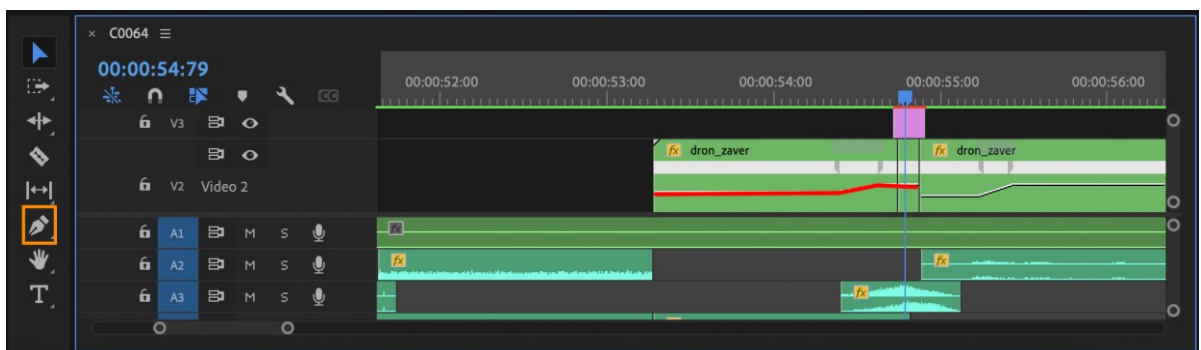 × C0064 ≡
00:00:54:79
00:00:52:00 00:00:53:00 00:00:54:00 00:00:55:00 00:00:56:00
CC
V3
fx dron_zaver fx dron_zaver
V2 Video 2
A1 M S fx
A2 M S fx fx
A3 M S fx
T